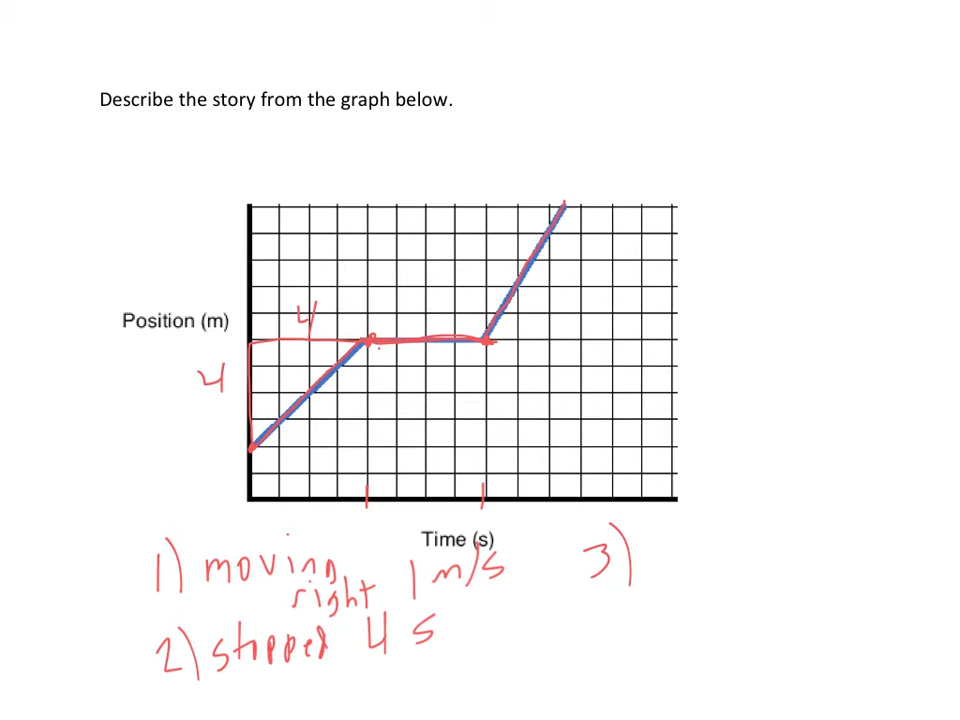 Describe the story from the graph below.
4
Position (m)
4
Time (s)
1) moving right 1 m/s
2) stopped 4 s
3)